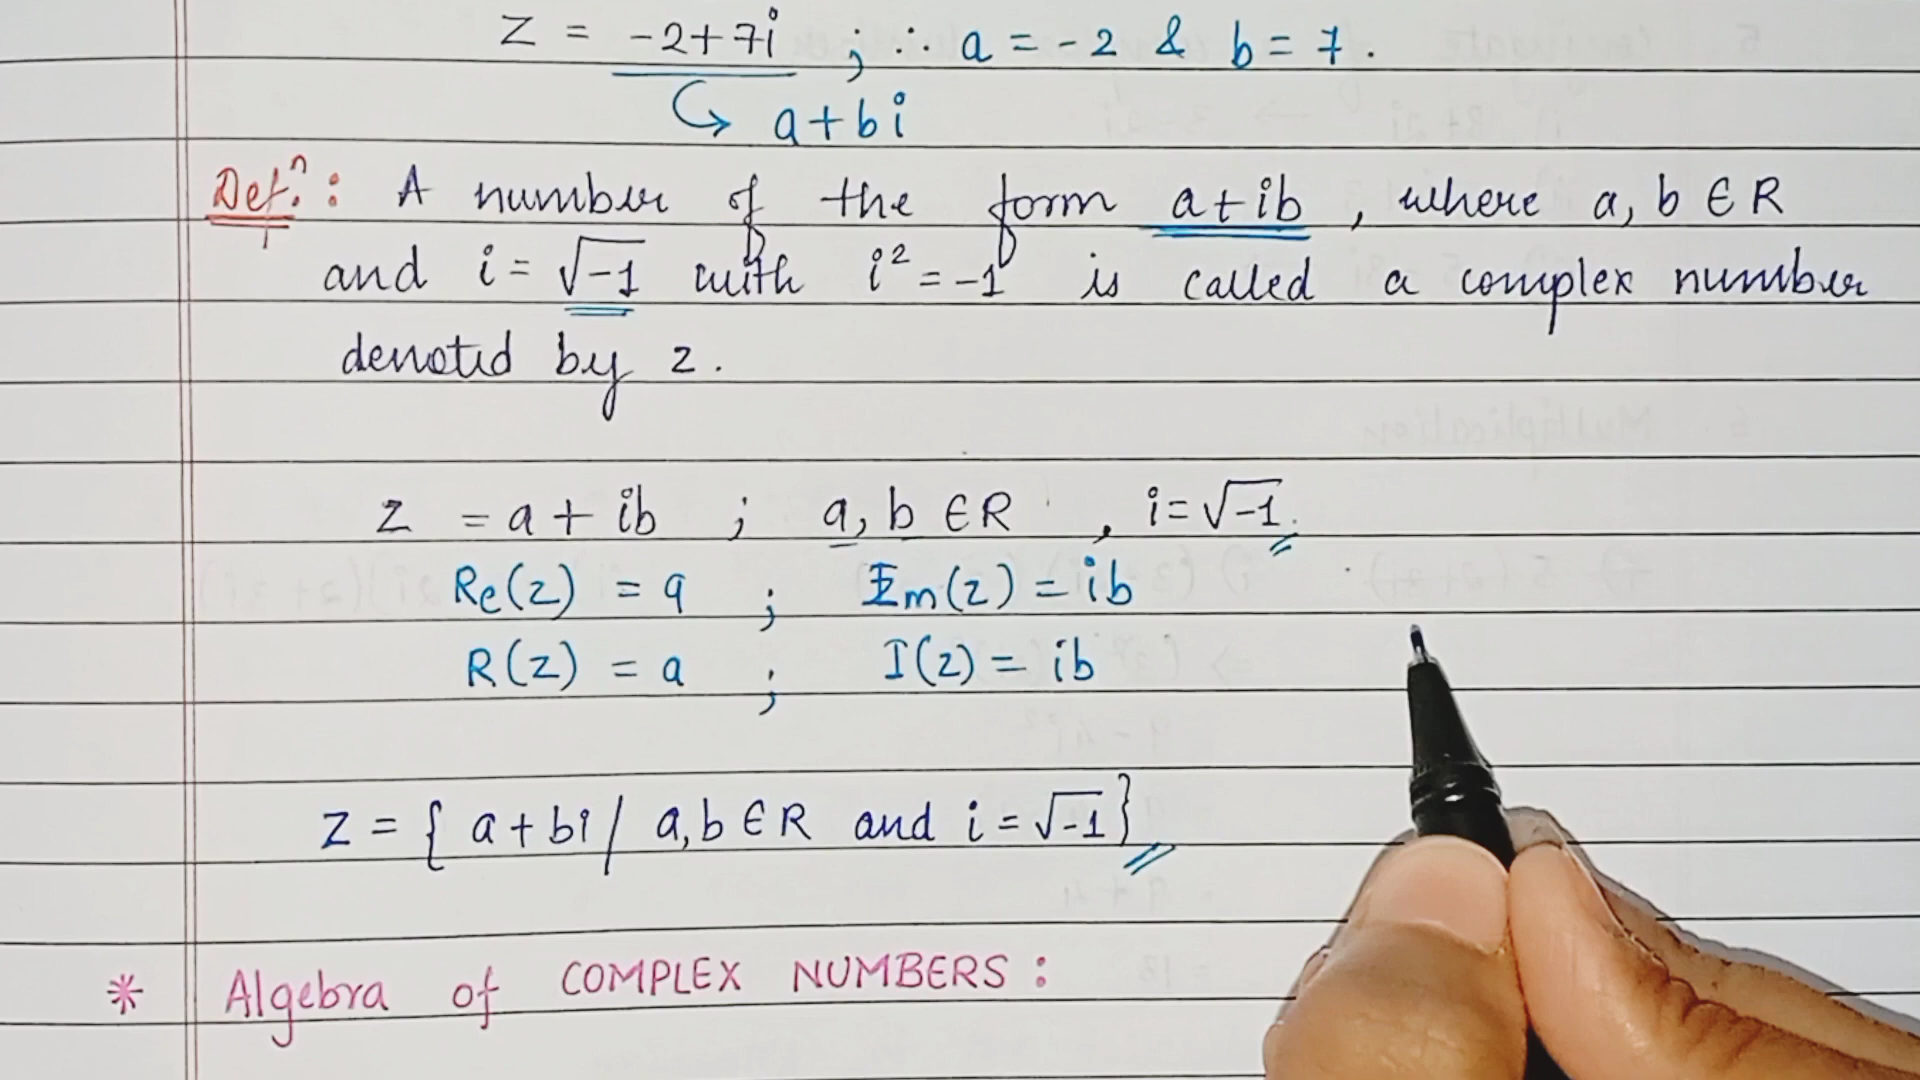 Z = -2+7i ; ∴ a = -2 & b = 7.
↳ a+bi
Defⁿ: A number of the form a+ib, where a, b ∈ R
and i = √-1 with i² = -1 is called a complex number
denoted by z.
z = a + ib ; a, b ∈ R , i = √-1.
Re(z) = a ; Im(z) = ib
R(z) = a ; I(z) = ib
Z = { a+bi / a,b ∈ R and i = √-1 }
* Algebra of COMPLEX NUMBERS :